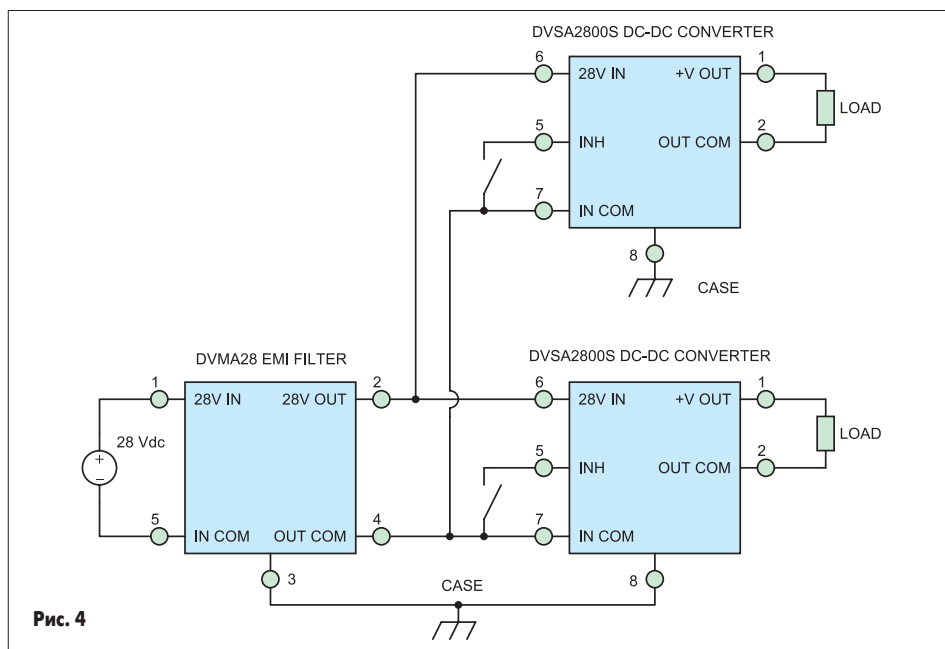 DVSA2800S DC-DC CONVERTER
6 28V IN +V OUT 1
LOAD
5 INH OUT COM 2
7 IN COM
8
CASE
DVMA28 EMI FILTER
1 28V IN 28V OUT 2
28 Vdc
+
−
5 IN COM OUT COM 4
3
DVSA2800S DC-DC CONVERTER
6 28V IN +V OUT 1
LOAD
5 INH OUT COM 2
7 IN COM
8
CASE
Рис. 4